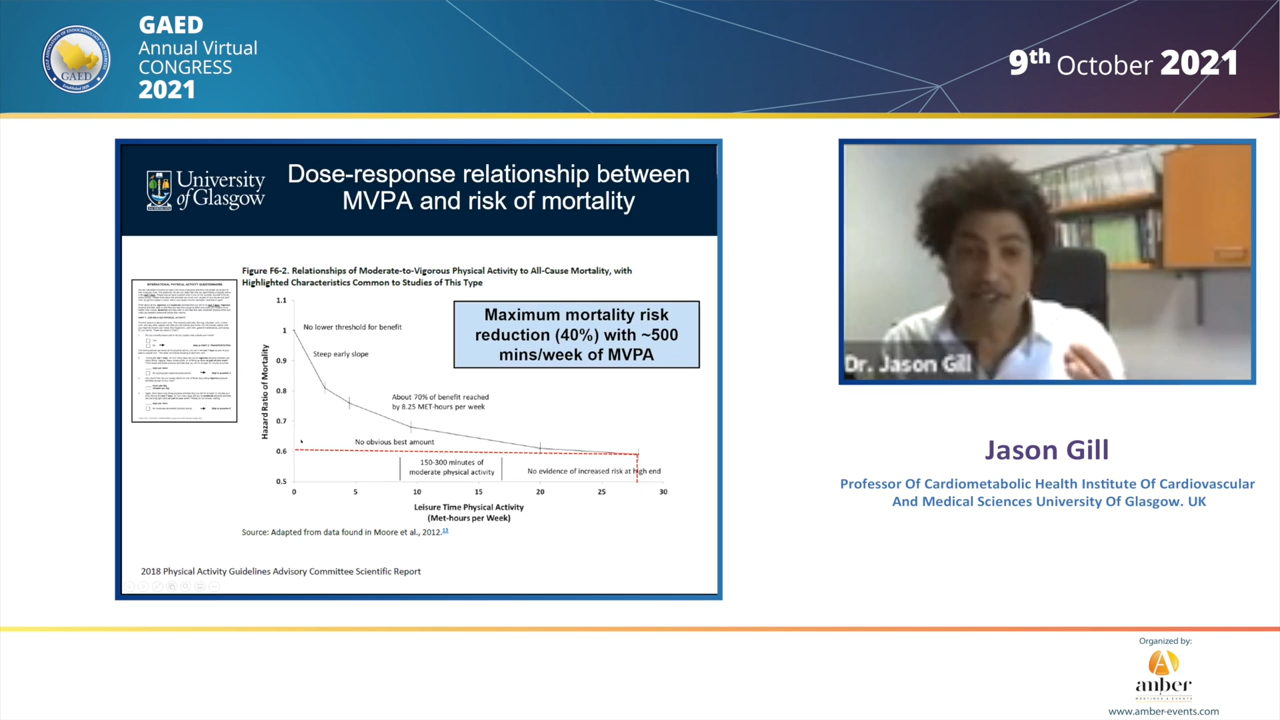 GAED
Annual Virtual
CONGRESS
2021
GAED
9th October 2021
University
of Glasgow
Dose-response relationship between
MVPA and risk of mortality
Figure F6-2. Relationships of Moderate-to-Vigorous Physical Activity to All-Cause Mortality, with
Highlighted Characteristics Common to Studies of This Type
INTERNATIONAL PHYSICAL ACTIVITY QUESTIONNAIRE
Maximum mortality risk
reduction (40%) with ~500
mins/week of MVPA
1.1
1
0.9
0.8
0.7
0.6
0.5
Hazard Ratio of Mortality
No lower threshold for benefit
Steep early slope
About 70% of benefit reached
by 8.25 MET-hours per week
No obvious best amount
150-300 minutes of
moderate physical activity
No evidence of increased risk at high end
0 5 10 15 20 25 30
Leisure Time Physical Activity
(Met-hours per Week)
Source: Adapted from data found in Moore et al., 2012.13
2018 Physical Activity Guidelines Advisory Committee Scientific Report
Dr. Jason Gill
Jason Gill
Professor Of Cardiometabolic Health Institute Of Cardiovascular
And Medical Sciences University Of Glasgow. UK
Organized by:
anber
www.amber-events.com